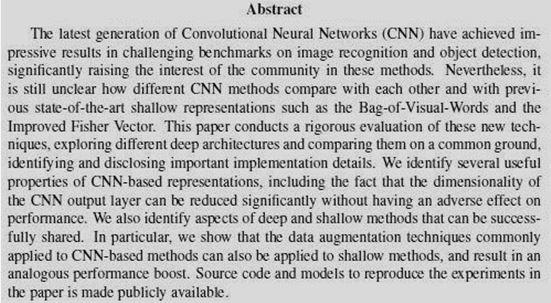 Abstract
The latest generation of Convolutional Neural Networks (CNN) have achieved im-
pressive results in challenging benchmarks on image recognition and object detection,
significantly raising the interest of the community in these methods. Nevertheless, it
is still unclear how different CNN methods compare with each other and with previ-
ous state-of-the-art shallow representations such as the Bag-of-Visual-Words and the
Improved Fisher Vector. This paper conducts a rigorous evaluation of these new tech-
niques, exploring different deep architectures and comparing them on a common ground,
identifying and disclosing important implementation details. We identify several useful
properties of CNN-based representations, including the fact that the dimensionality of
the CNN output layer can be reduced significantly without having an adverse effect on
performance. We also identify aspects of deep and shallow methods that can be success-
fully shared. In particular, we show that the data augmentation techniques commonly
applied to CNN-based methods can also be applied to shallow methods, and result in an
analogous performance boost. Source code and models to reproduce the experiments in
the paper is made publicly available.